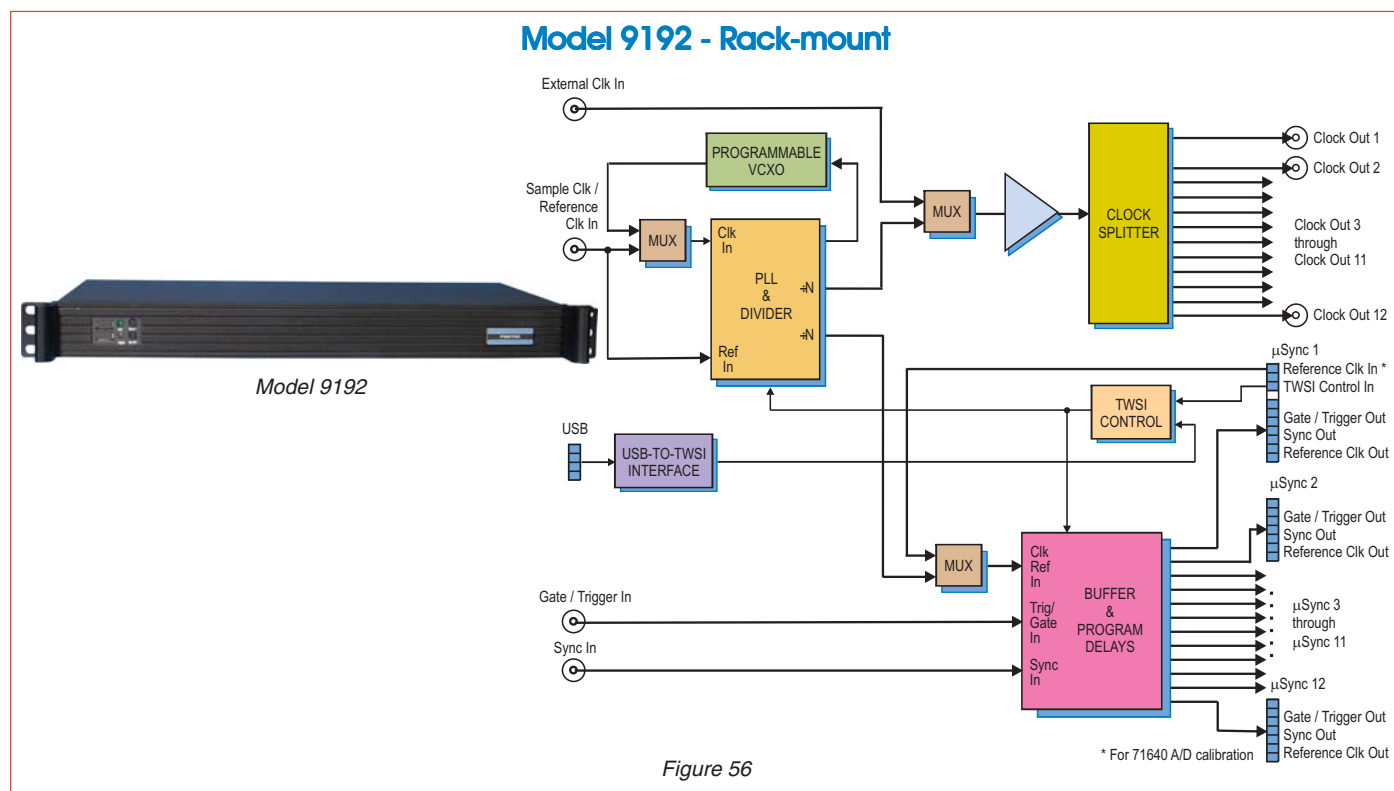 Model 9192 - Rack-mount
External Clk In
PROGRAMMABLE
VCXO
Sample Clk /
Reference
Clk In
MUX
Clk
In
PLL
&
DIVIDER
÷N
÷N
Ref
In
MUX
CLOCK
SPLITTER
Clock Out 1
Clock Out 2
Clock Out 3
through
Clock Out 11
Clock Out 12
Model 9192
μSync 1
Reference Clk In *
TWSI Control In
Gate / Trigger Out
Sync Out
Reference Clk Out
TWSI
CONTROL
USB
USB-TO-TWSI
INTERFACE
μSync 2
Gate / Trigger Out
Sync Out
Reference Clk Out
MUX
Clk
Ref
In
Trig/
Gate
In
Sync
In
BUFFER
&
PROGRAM
DELAYS
Gate / Trigger In
Sync In
μSync 3
through
μSync 11
μSync 12
Gate / Trigger Out
Sync Out
Reference Clk Out
* For 71640 A/D calibration
Figure 56